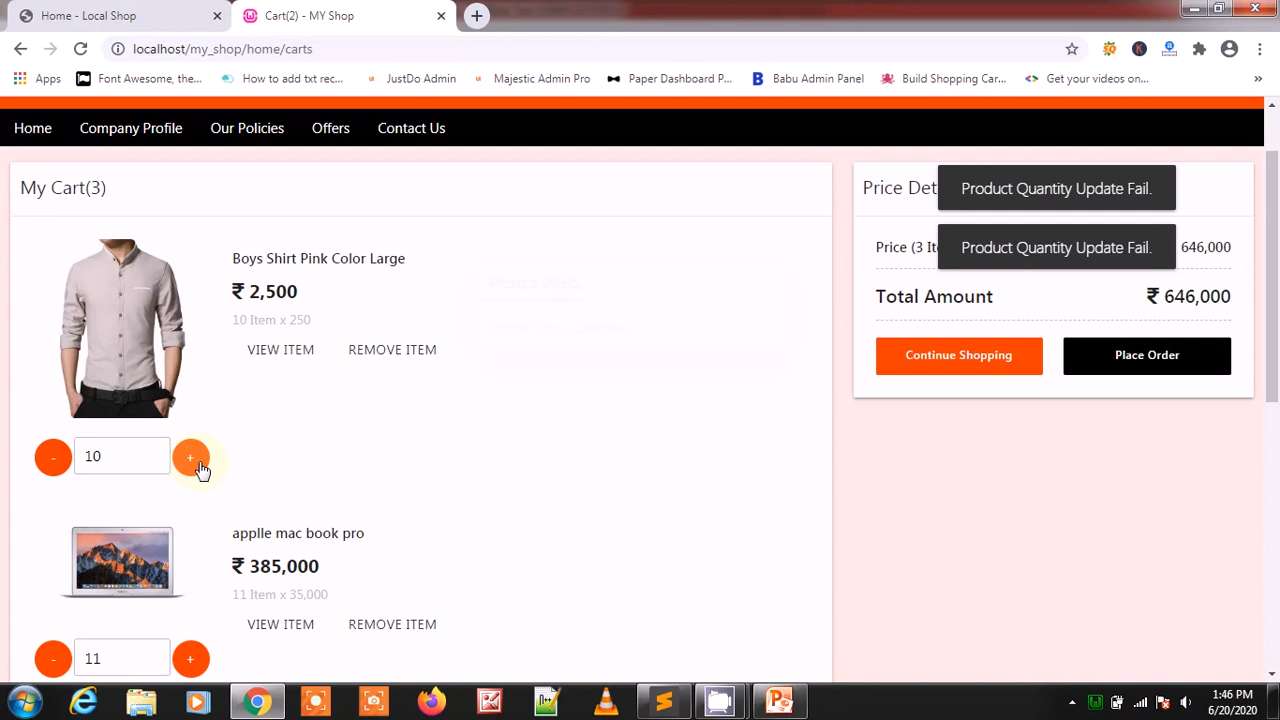 Home - Local Shop
Cart(2) - MY Shop
localhost/my_shop/home/carts
Apps
Font Awesome, the...
How to add txt rec...
JustDo Admin
Majestic Admin Pro
Paper Dashboard P...
Babu Admin Panel
Build Shopping Car...
Get your videos on...
Home
Company Profile
Our Policies
Offers
Contact Us
My Cart(3)
Boys Shirt Pink Color Large
₹ 2,500
10 Item x 250
VIEW ITEM
REMOVE ITEM
-
10
+
applle mac book pro
₹ 385,000
11 Item x 35,000
VIEW ITEM
REMOVE ITEM
-
11
+
Price Det
Product Quantity Update Fail.
Price (3 Ite
Product Quantity Update Fail.
646,000
Total Amount
₹ 646,000
Continue Shopping
Place Order
1:46 PM
6/20/2020